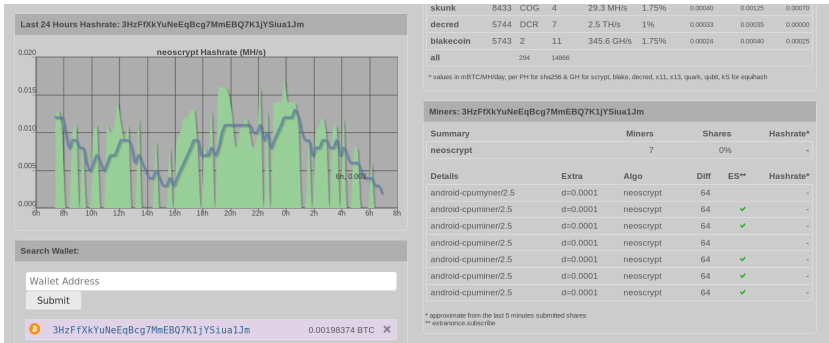 Last 24 Hours Hashrate: 3HzFfXkYuNeEqBcg7MmEBQ7K1jYSiua1Jm
neoscrypt Hashrate (MH/s)
0.020
0.015
0.010
0.005
0.000
6h, 0.003
6h 8h 10h 12h 14h 16h 18h 20h 22h 0h 2h 4h 6h 8h
Search Wallet:
Wallet Address
Submit
3HzFfXkYuNeEqBcg7MmEBQ7K1jYSiua1Jm 0.00198374 BTC ×
skunk 8433 COG 4 29.3 MH/s 1.75% 0.00040 0.00125 0.00070
decred 5744 DCR 7 2.5 TH/s 1% 0.00033 0.00035 0.00000
blakecoin 5743 2 11 345.6 GH/s 1.75% 0.00024 0.00040 0.00025
all 294 14866
* values in mBTC/MH/day, per PH for sha256 & GH for scrypt, blake, decred, x11, x13, quark, qubit, kS for equihash
Miners: 3HzFfXkYuNeEqBcg7MmEBQ7K1jYSiua1Jm
Summary Miners Shares Hashrate*
neoscrypt 7 0% -
Details Extra Algo Diff ES** Hashrate*
android-cpumyner/2.5 d=0.0001 neoscrypt 64 -
android-cpuminer/2.5 d=0.0001 neoscrypt 64 ✔ -
android-cpuminer/2.5 d=0.0001 neoscrypt 64 ✔ -
android-cpuminer/2.5 d=0.0001 neoscrypt 64 -
android-cpuminer/2.5 d=0.0001 neoscrypt 64 ✔ -
android-cpuminer/2.5 d=0.0001 neoscrypt 64 ✔ -
android-cpuminer/2.5 d=0.0001 neoscrypt 64 ✔ -
* approximate from the last 5 minutes submitted shares
** extranonce.subscribe